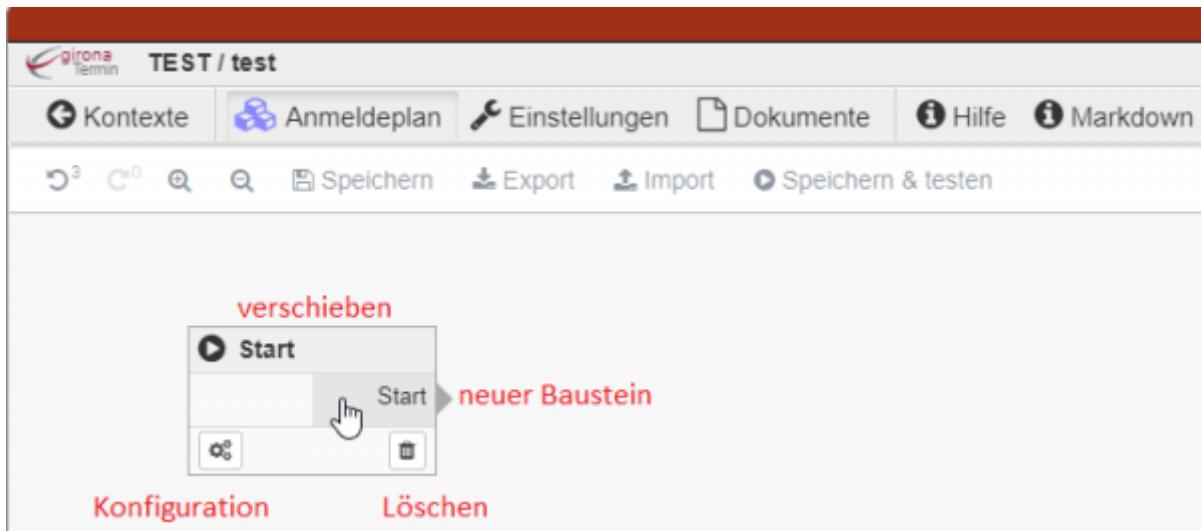 girona
Termin
TEST / test
Kontexte Anmeldeplan Einstellungen Dokumente Hilfe Markdown
3 0 Speichern Export Import Speichern & testen
verschieben
Start
Start neuer Baustein
Konfiguration Löschen